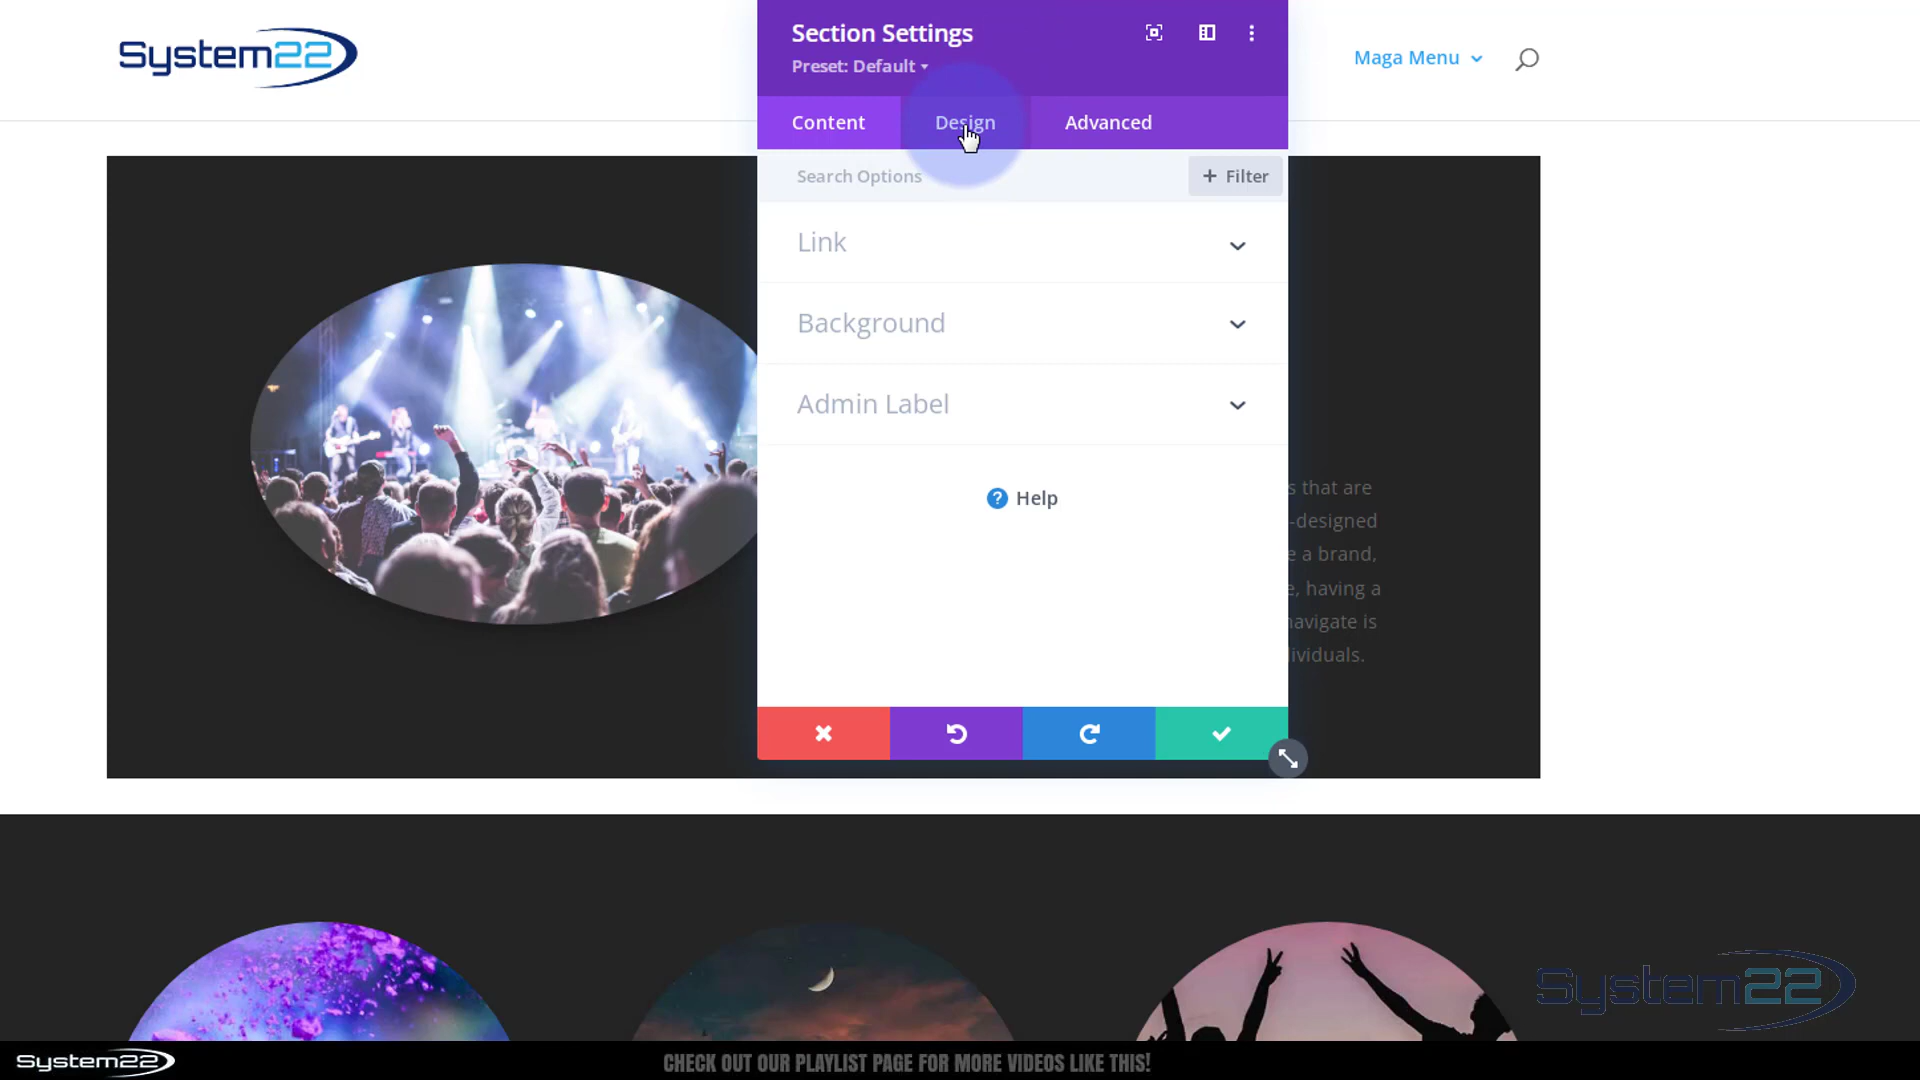 System22
Section Settings
Preset: Default
Maga Menu
Content
Design
Advanced
Search Options
+ Filter
Link
Background
Admin Label
? Help
s that are
-designed
e a brand,
e, having a
navigate is
ividuals.
System22
System22
CHECK OUT OUR PLAYLIST PAGE FOR MORE VIDEOS LIKE THIS!